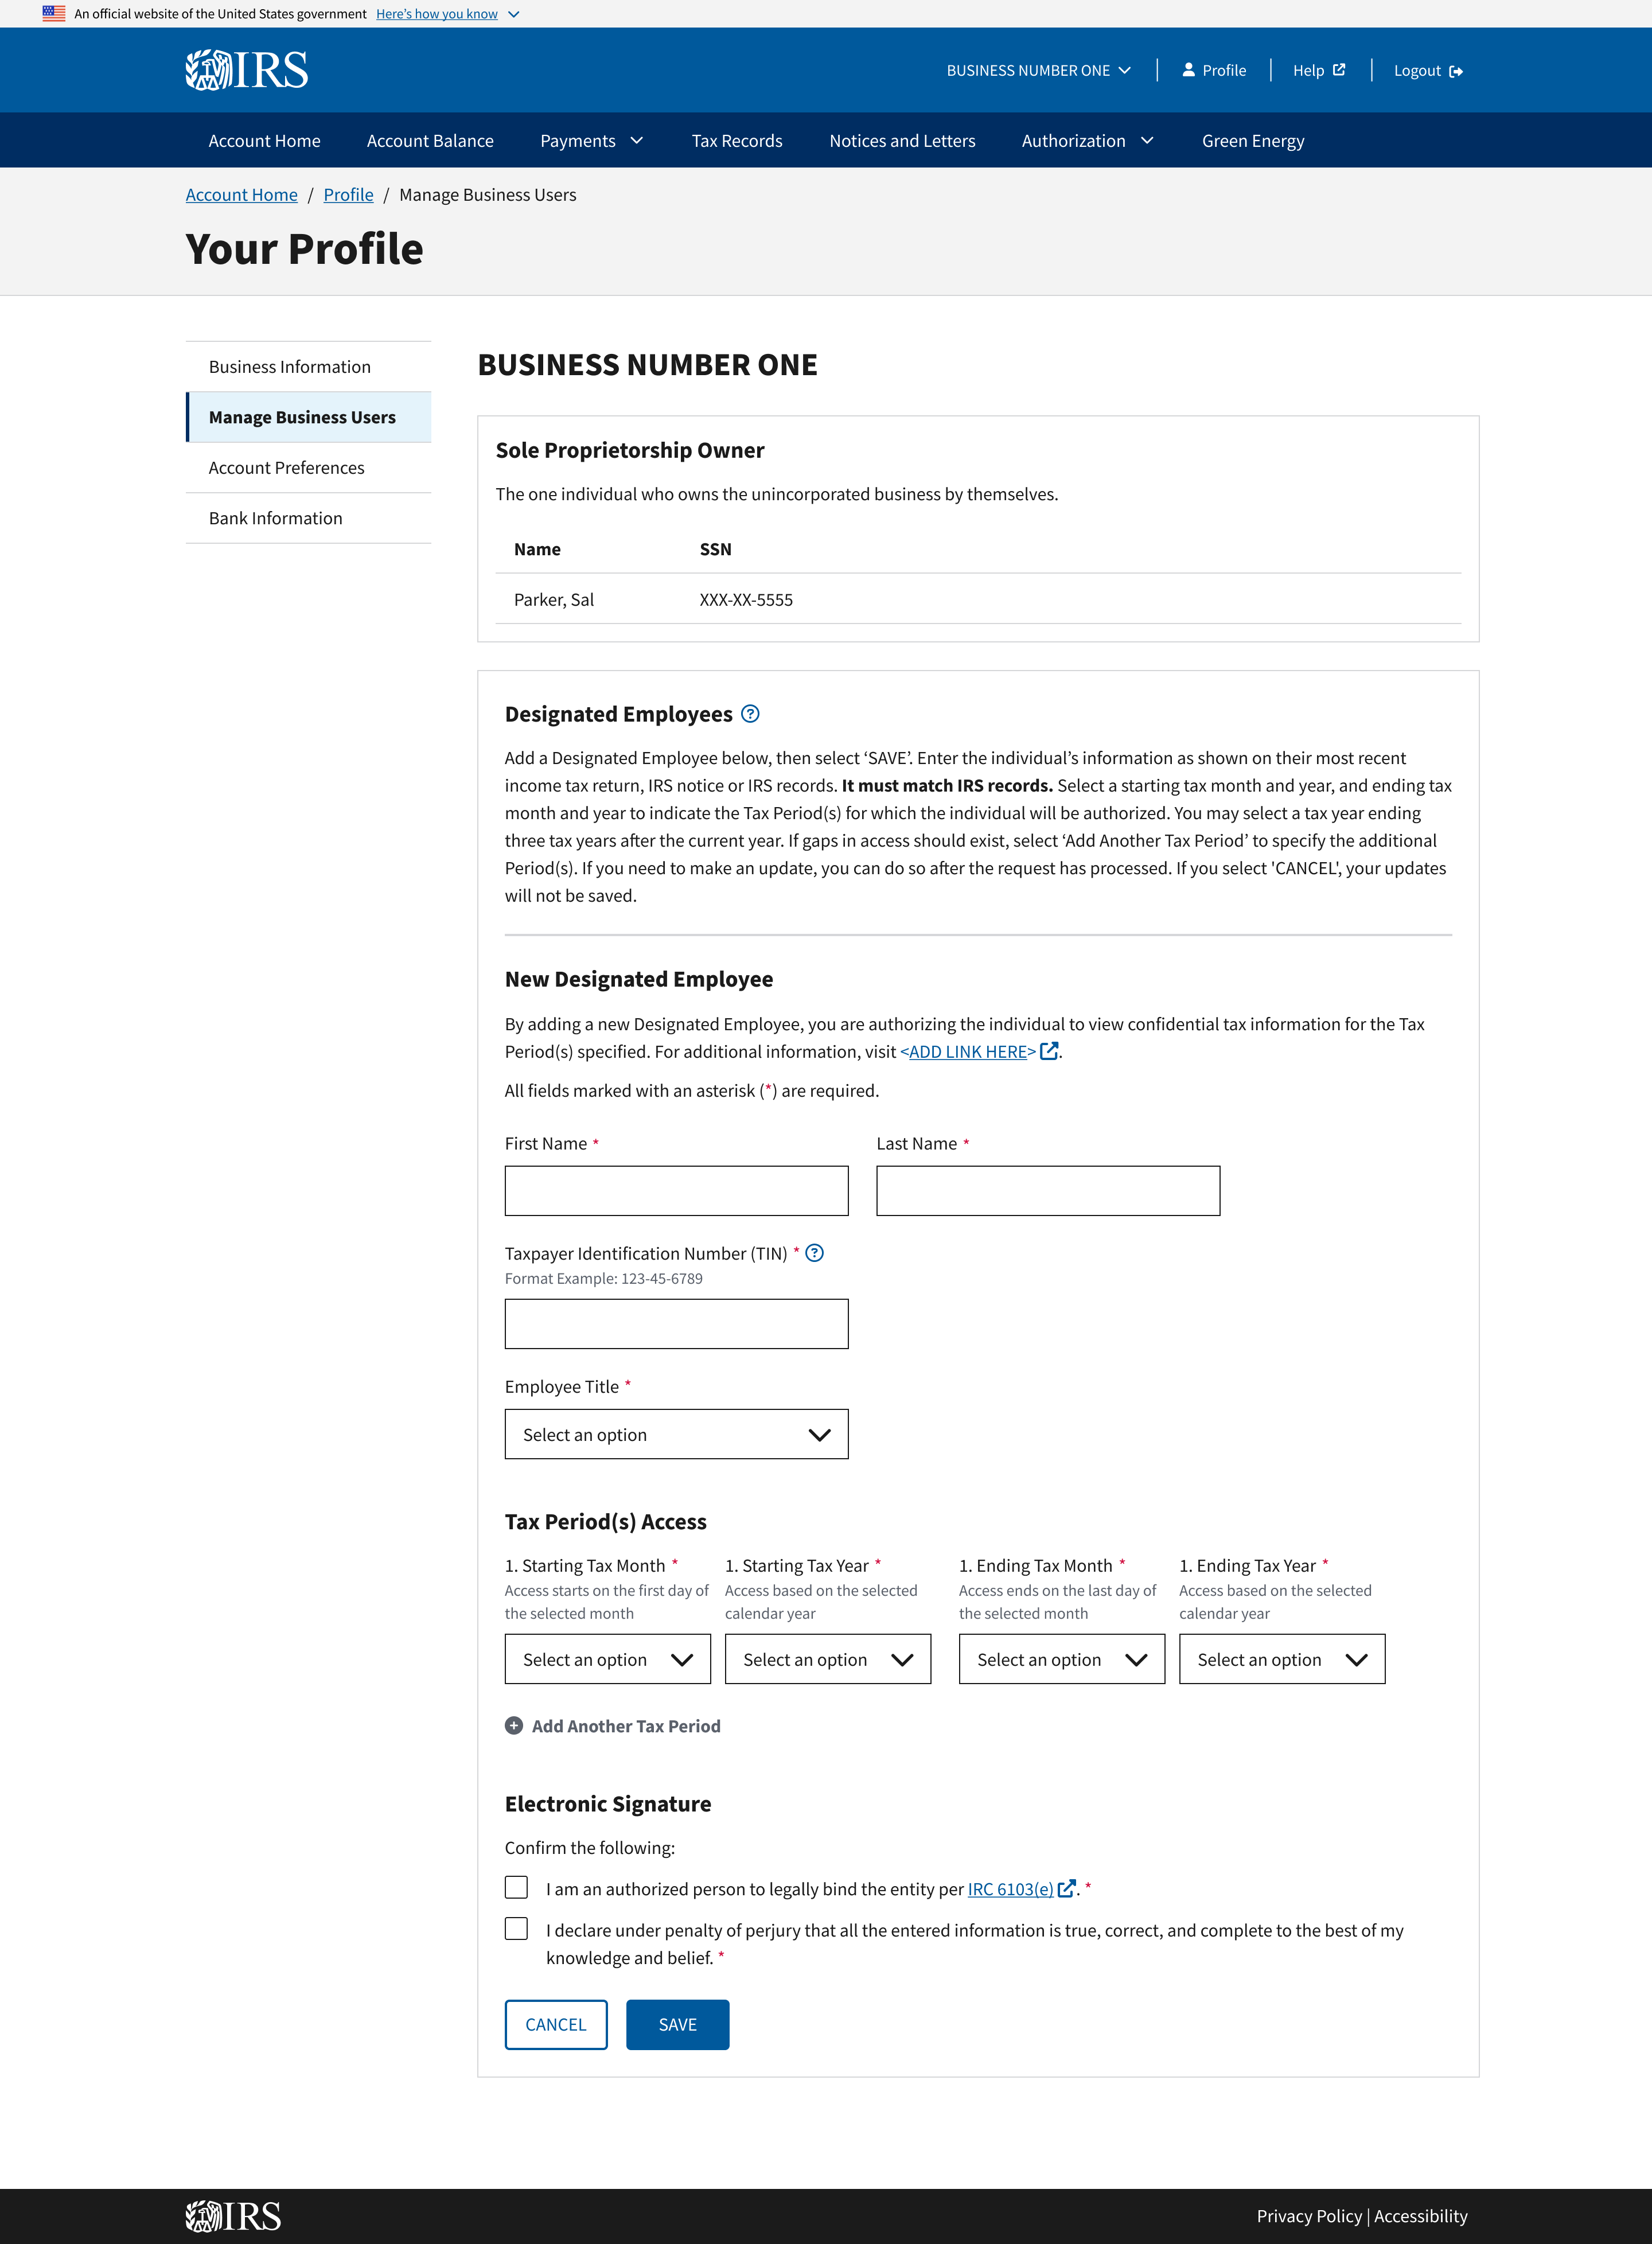 An official website of the United States government Here’s how you know
IRS
BUSINESS NUMBER ONE
Profile
Help
Logout
Account Home
Account Balance
Payments
Tax Records
Notices and Letters
Authorization
Green Energy
Account Home / Profile / Manage Business Users
Your Profile
Business Information
Manage Business Users
Account Preferences
Bank Information
BUSINESS NUMBER ONE
Sole Proprietorship Owner
The one individual who owns the unincorporated business by themselves.
Name SSN
Parker, Sal XXX-XX-5555
Designated Employees ?
Add a Designated Employee below, then select ‘SAVE’. Enter the individual’s information as shown on their most recent
income tax return, IRS notice or IRS records. It must match IRS records. Select a starting tax month and year, and ending tax
month and year to indicate the Tax Period(s) for which the individual will be authorized. You may select a tax year ending
three tax years after the current year. If gaps in access should exist, select ‘Add Another Tax Period’ to specify the additional
Period(s). If you need to make an update, you can do so after the request has processed. If you select 'CANCEL', your updates
will not be saved.
New Designated Employee
By adding a new Designated Employee, you are authorizing the individual to view confidential tax information for the Tax
Period(s) specified. For additional information, visit <ADD LINK HERE>.
All fields marked with an asterisk (*) are required.
First Name * Last Name *
Taxpayer Identification Number (TIN) * ?
Format Example: 123-45-6789
Employee Title *
Select an option
Tax Period(s) Access
1. Starting Tax Month *
Access starts on the first day of
the selected month
Select an option
1. Starting Tax Year *
Access based on the selected
calendar year
Select an option
1. Ending Tax Month *
Access ends on the last day of
the selected month
Select an option
1. Ending Tax Year *
Access based on the selected
calendar year
Select an option
Add Another Tax Period
Electronic Signature
Confirm the following:
I am an authorized person to legally bind the entity per IRC 6103(e). *
I declare under penalty of perjury that all the entered information is true, correct, and complete to the best of my
knowledge and belief. *
CANCEL
SAVE
IRS
Privacy Policy | Accessibility